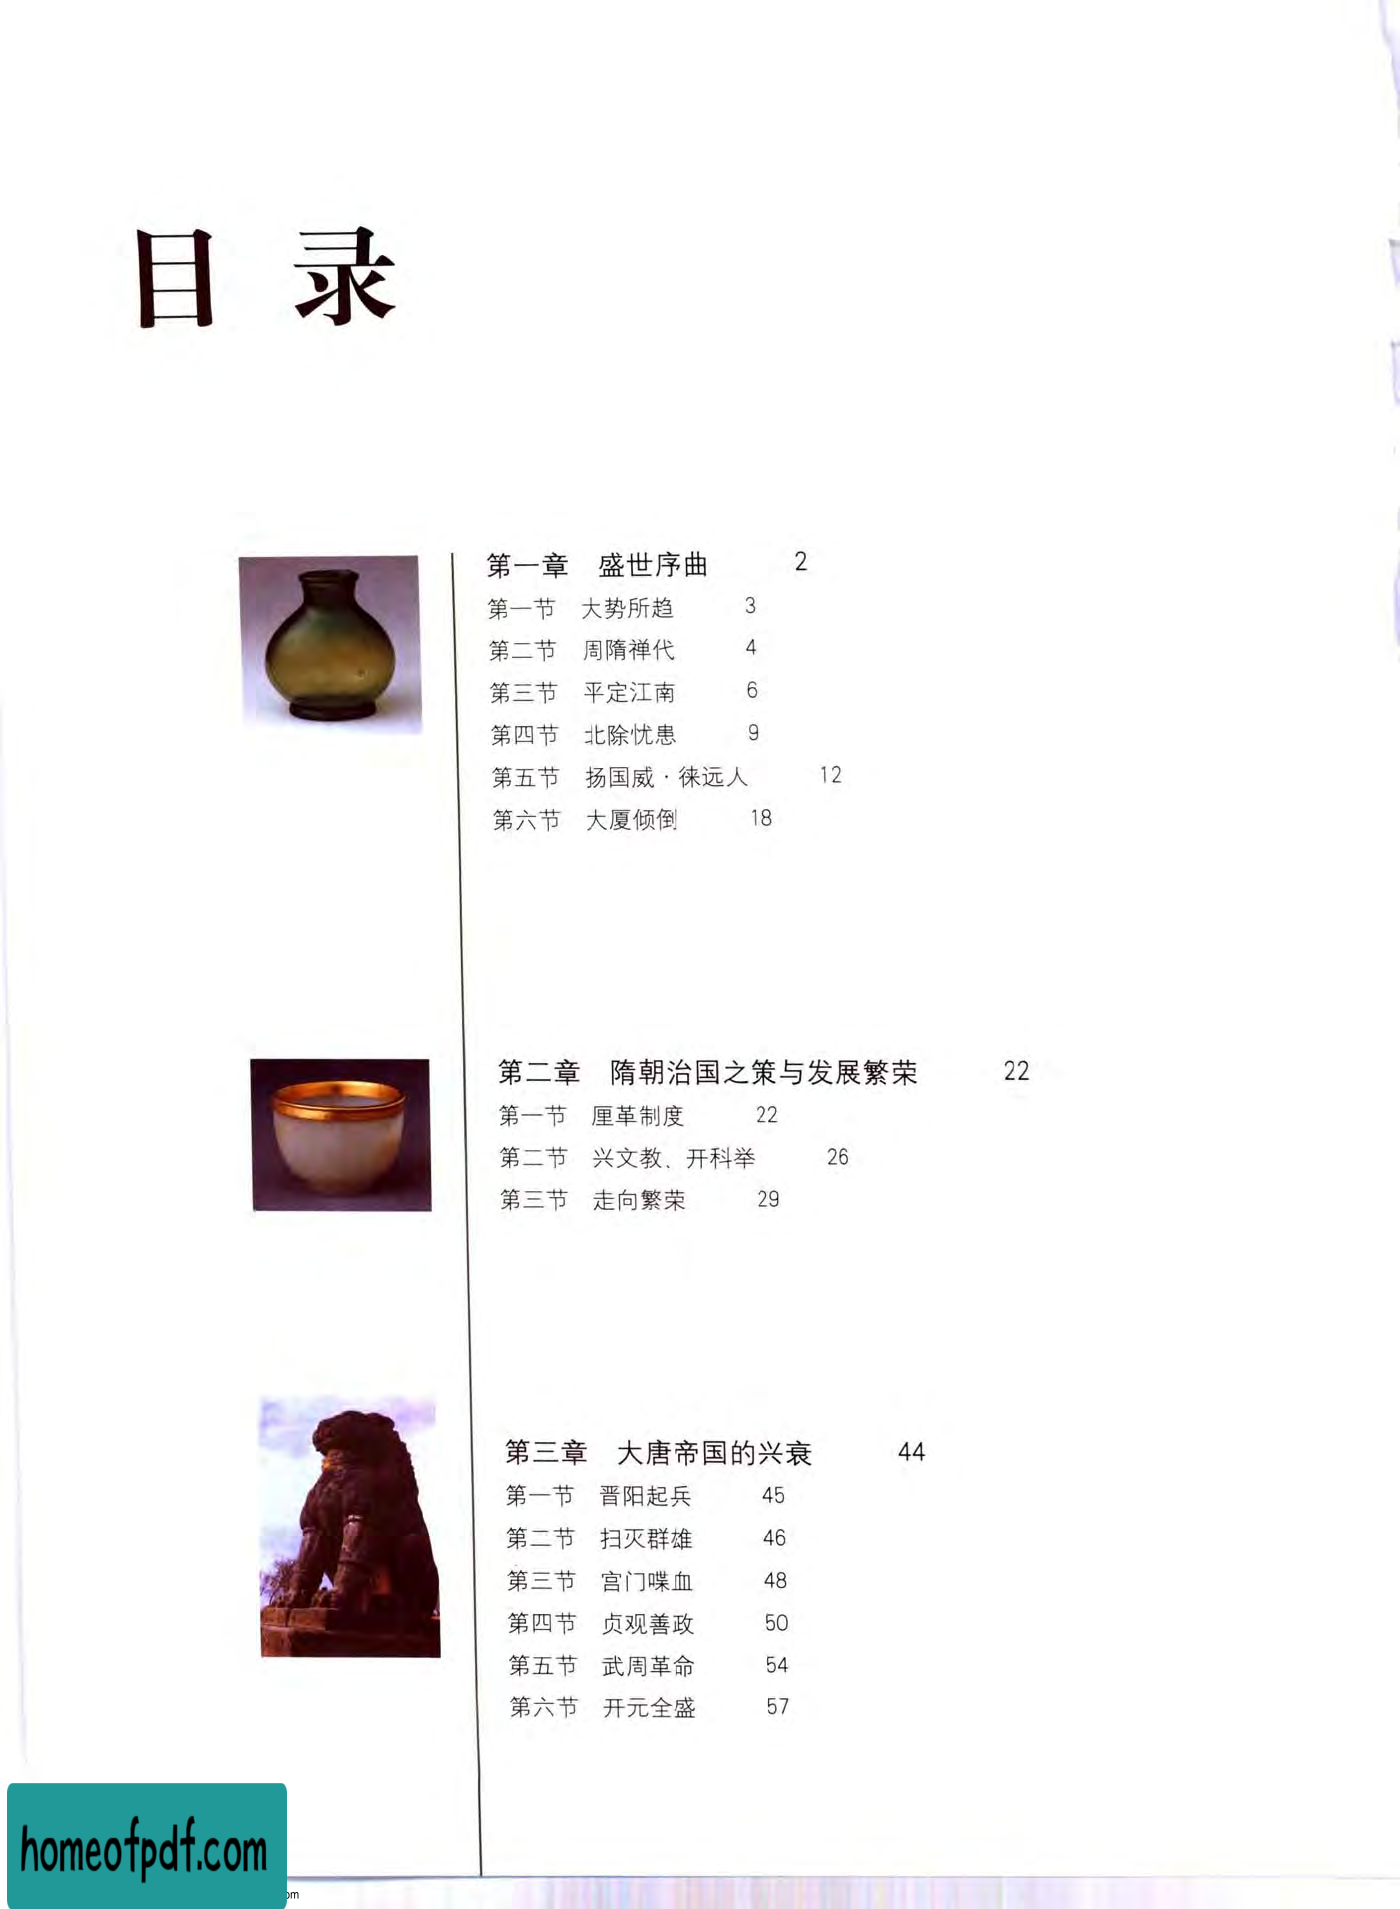 目 录
第一章 盛世序曲 2
第一节 大势所趋 3
第二节 周隋禅代 4
第三节 平定江南 6
第四节 北除忧患 9
第五节 扬国威·徕远人 12
第六节 大厦倾倒 18
第二章 隋朝治国之策与发展繁荣 22
第一节 厘革制度 22
第二节 兴文教、开科举 26
第三节 走向繁荣 29
第三章 大唐帝国的兴衰 44
第一节 晋阳起兵 45
第二节 扫灭群雄 46
第三节 宫门喋血 48
第四节 贞观善政 50
第五节 武周革命 54
第六节 开元全盛 57
homeofpdf.com
om